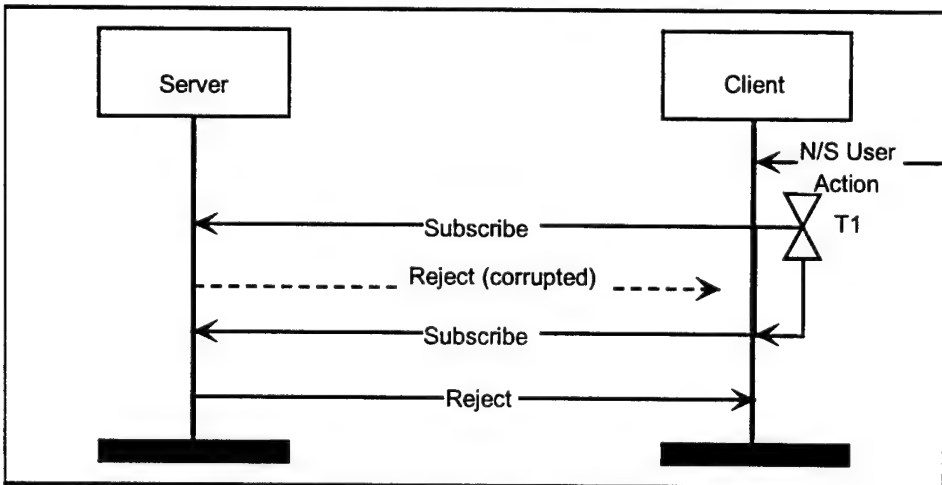 Server
Client
N/S User
Action
T1
Subscribe
Reject (corrupted)
Subscribe
Reject